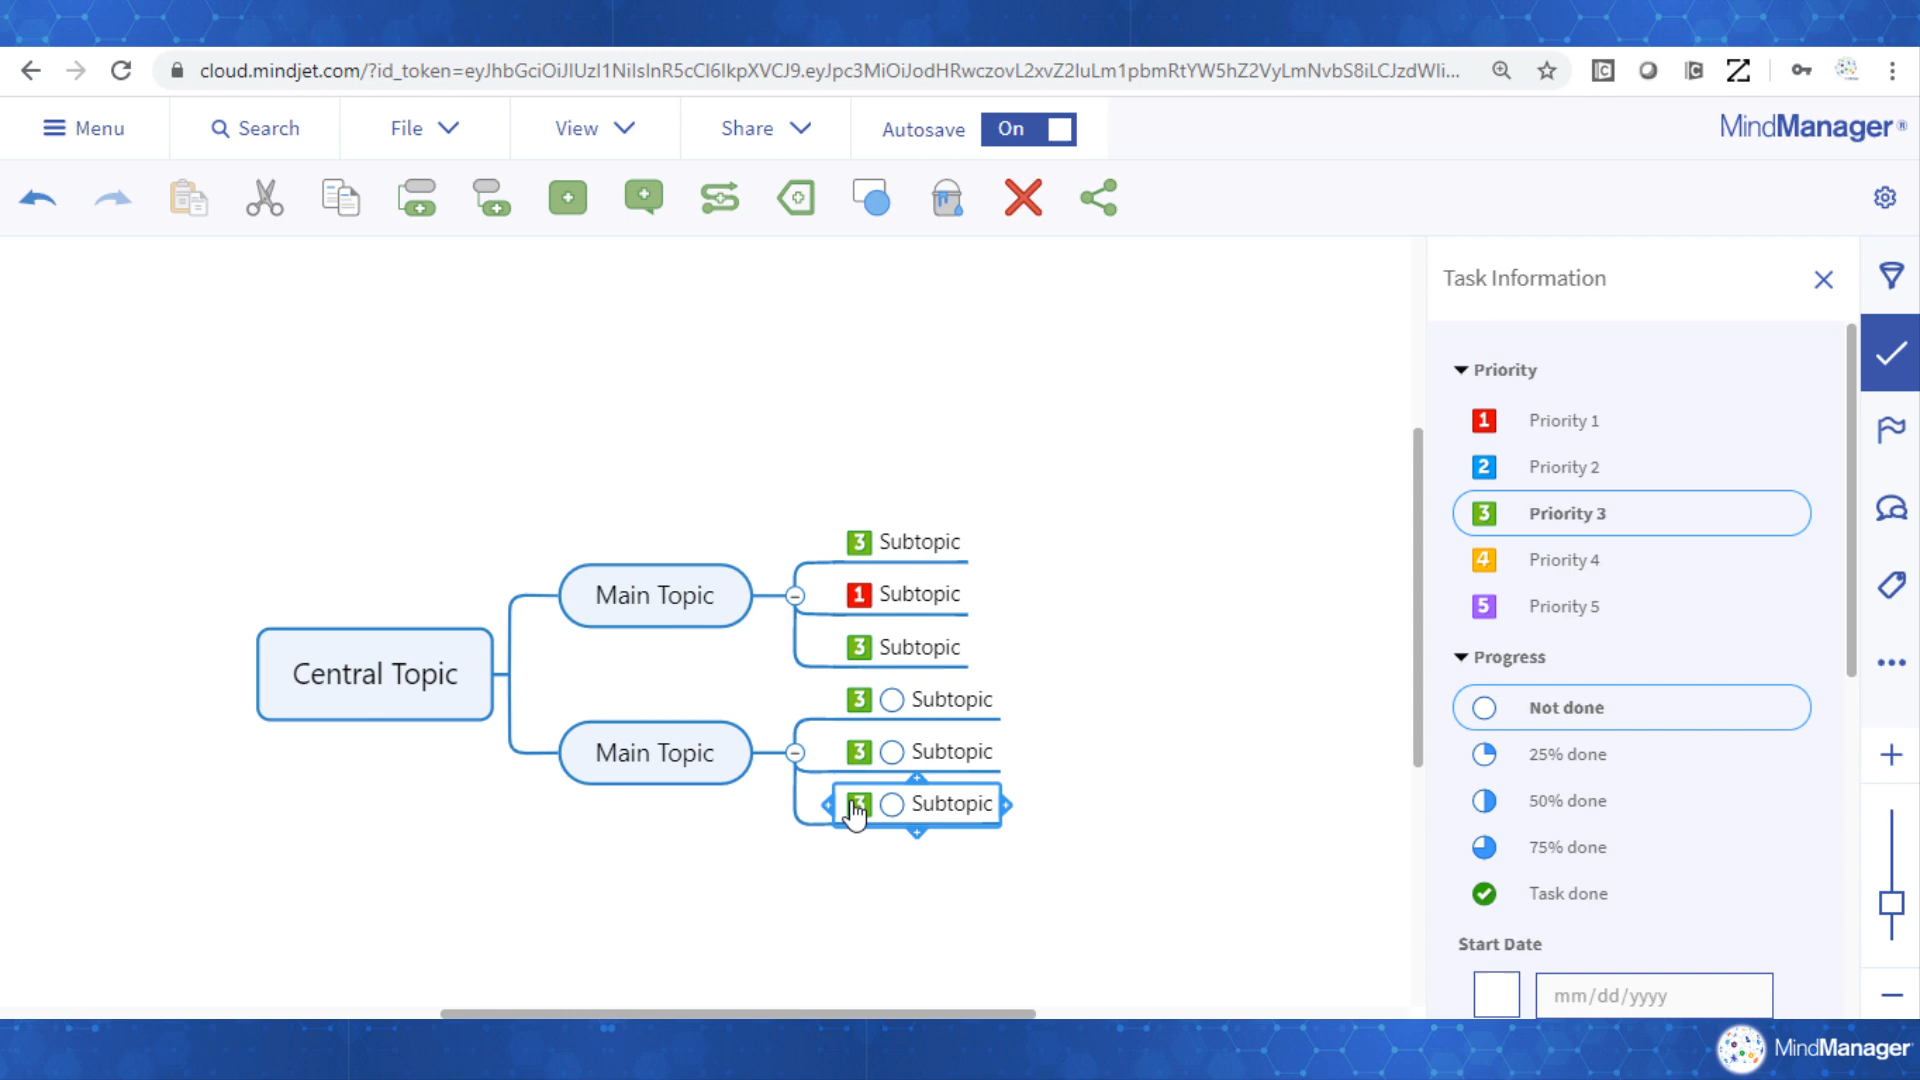 cloud.mindjet.com/?id_token=eyJhbGciOiJIUzI1NiIsInR5cCI6IkpXVCJ9.eyJpc3MiOiJodHRwczovL2xvZ2luLm1pbmRtYW5hZ2VyLmNvbS8iLCJzdWIi...
Menu
Search
File
View
Share
Autosave
On
MindManager®
Task Information
Priority
1 Priority 1
2 Priority 2
3 Priority 3
4 Priority 4
5 Priority 5
Progress
Not done
25% done
50% done
75% done
Task done
Start Date
mm/dd/yyyy
Central Topic
Main Topic
3 Subtopic
1 Subtopic
3 Subtopic
Main Topic
3 Subtopic
3 Subtopic
3 Subtopic
MindManager